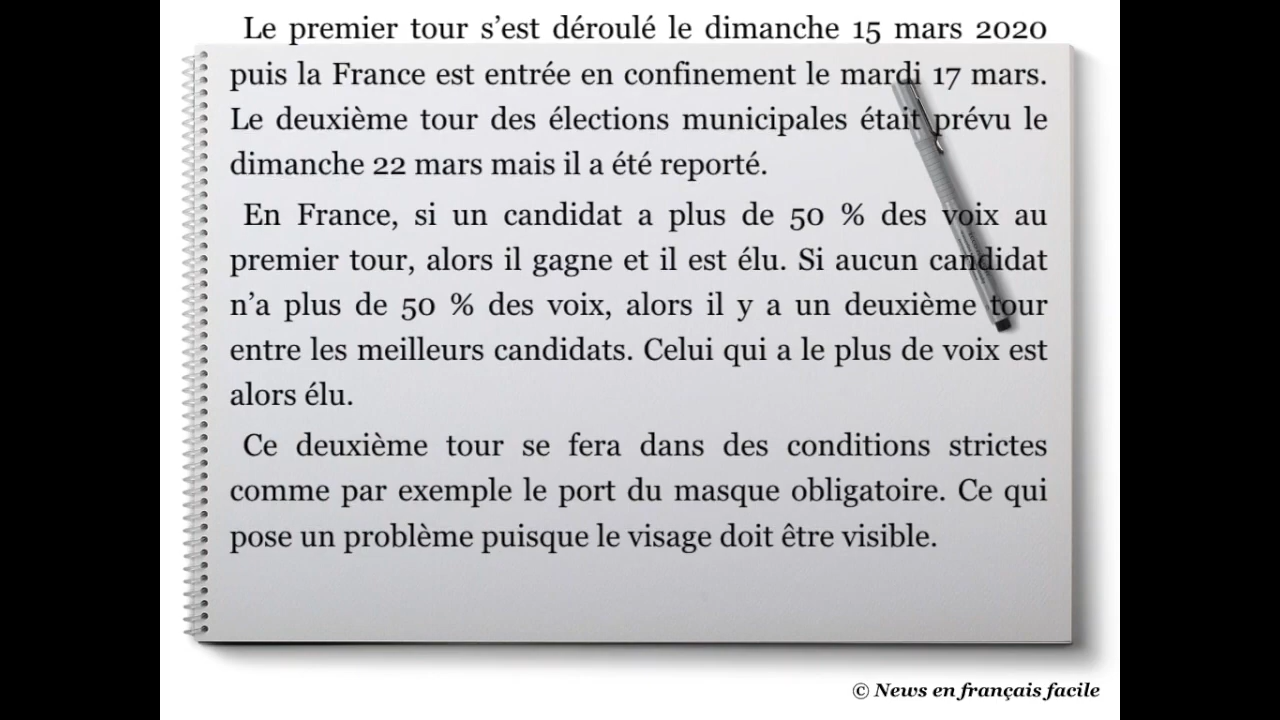 Le premier tour s’est déroulé le dimanche 15 mars 2020
puis la France est entrée en confinement le mardi 17 mars.
Le deuxième tour des élections municipales était prévu le
dimanche 22 mars mais il a été reporté.
En France, si un candidat a plus de 50 % des voix au
premier tour, alors il gagne et il est élu. Si aucun candidat
n’a plus de 50 % des voix, alors il y a un deuxième tour
entre les meilleurs candidats. Celui qui a le plus de voix est
alors élu.
Ce deuxième tour se fera dans des conditions strictes
comme par exemple le port du masque obligatoire. Ce qui
pose un problème puisque le visage doit être visible.
© News en français facile